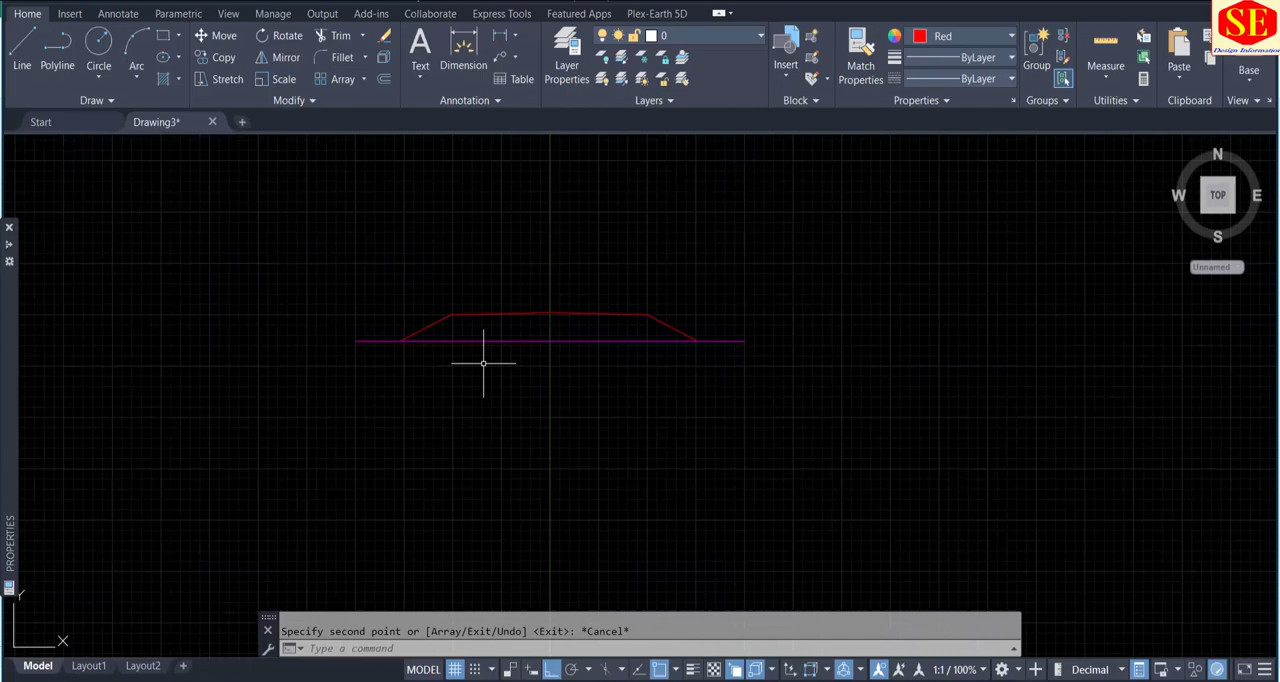 Home Insert Annotate Parametric View Manage Output Add-ins Collaborate Express Tools Featured Apps Plex-Earth 5D
SE
Design Information
Line Polyline Circle Arc
Move Rotate Trim
Copy Mirror Fillet
Stretch Scale Array
Text Dimension
Table
Layer Properties
0
Insert
Match Properties
Red
ByLayer
ByLayer
Group
Measure
Paste
Base
Draw Modify Annotation Layers Block Properties Groups Utilities Clipboard View
Start Drawing3*
N
W TOP E
S
Unnamed
PROPERTIES
Y
X
Specify second point or [Array/Exit/Undo] <Exit>: *Cancel*
Type a command
Model Layout1 Layout2 MODEL 1:1 / 100% Decimal